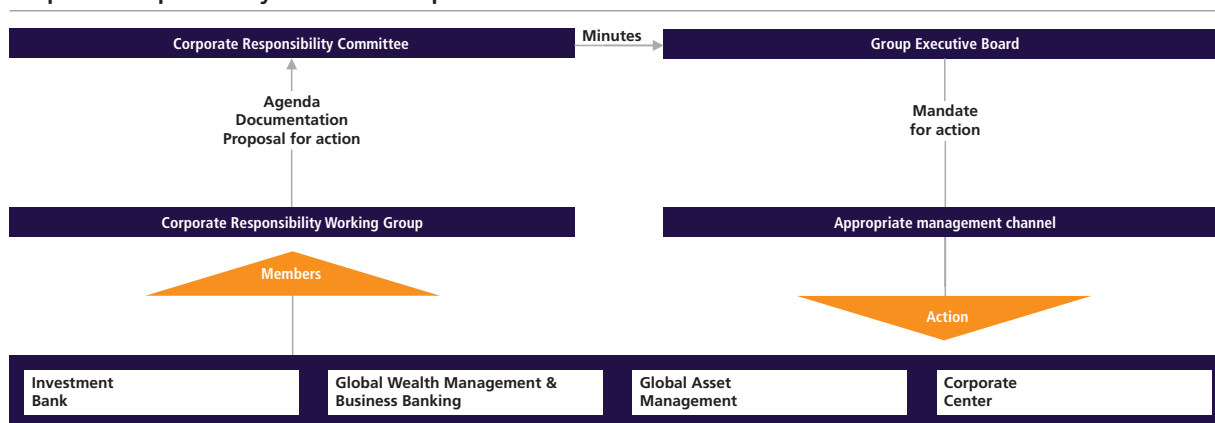 Corporate Responsibility Committee
Minutes
Group Executive Board
Agenda
Documentation
Proposal for action
Mandate
for action
Corporate Responsibility Working Group
Appropriate management channel
Members
Action
Investment
Bank
Global Wealth Management &
Business Banking
Global Asset
Management
Corporate
Center